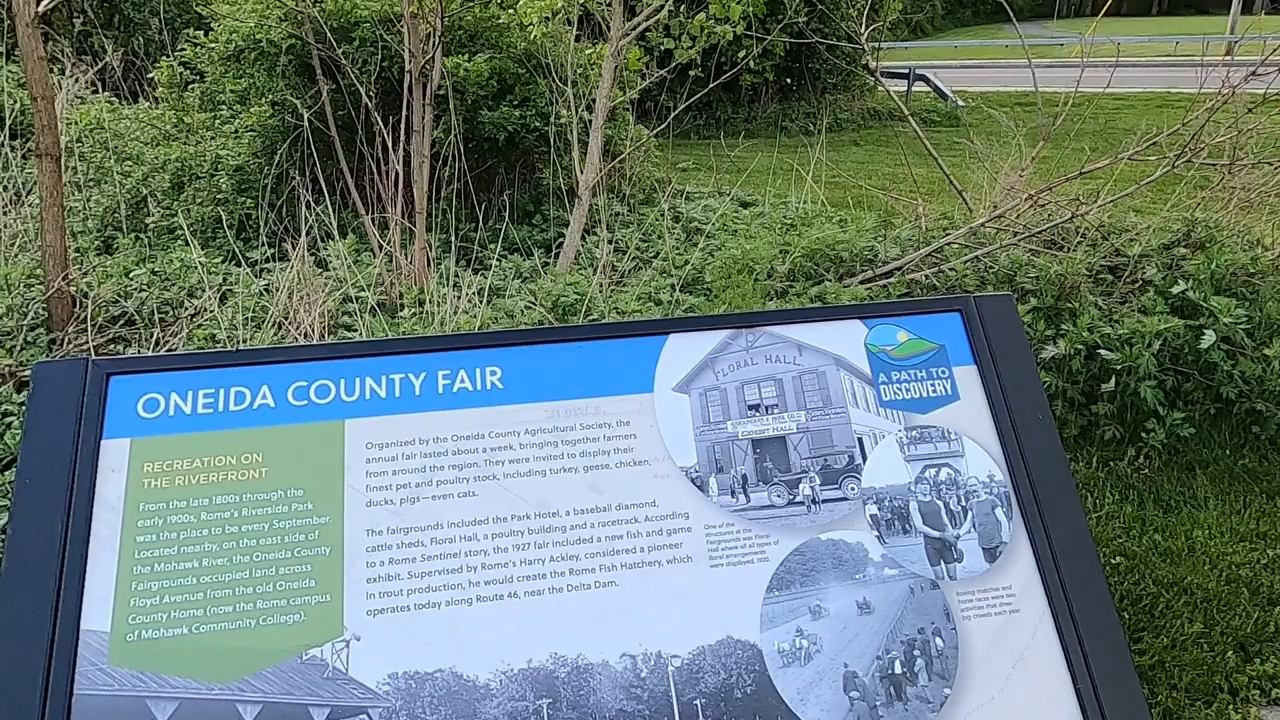 ONEIDA COUNTY FAIR
A PATH TO
DISCOVERY
RECREATION ON
THE RIVERFRONT
From the late 1800s through the
early 1900s, Rome's Riverside Park
was the place to be every September.
Located nearby, on the east side of
the Mohawk River, the Oneida County
Fairgrounds occupied land across
Floyd Avenue from the old Oneida
County Home (now the Rome campus
of Mohawk Community College).
Organized by the Oneida County Agricultural Society, the
annual fair lasted about a week, bringing together farmers
from around the region. They were invited to display their
finest pet and poultry stock, including turkey, geese, chicken,
ducks, pigs—even cats.
The fairgrounds included the Park Hotel, a baseball diamond,
cattle sheds, Floral Hall, a poultry building and a racetrack. According
to a Rome Sentinel story, the 1927 fair included a new fish and game
exhibit. Supervised by Rome's Harry Ackley, considered a pioneer
in trout production, he would create the Rome Fish Hatchery, which
operates today along Route 46, near the Delta Dam.
FLORAL HALL
EXHIBIT HALL
One of the
structures at the
Fairgrounds was Floral
Hall where all types of
floral arrangements
were displayed, 1920.
Boxing matches and
horse races were two
activities that drew
big crowds each year.